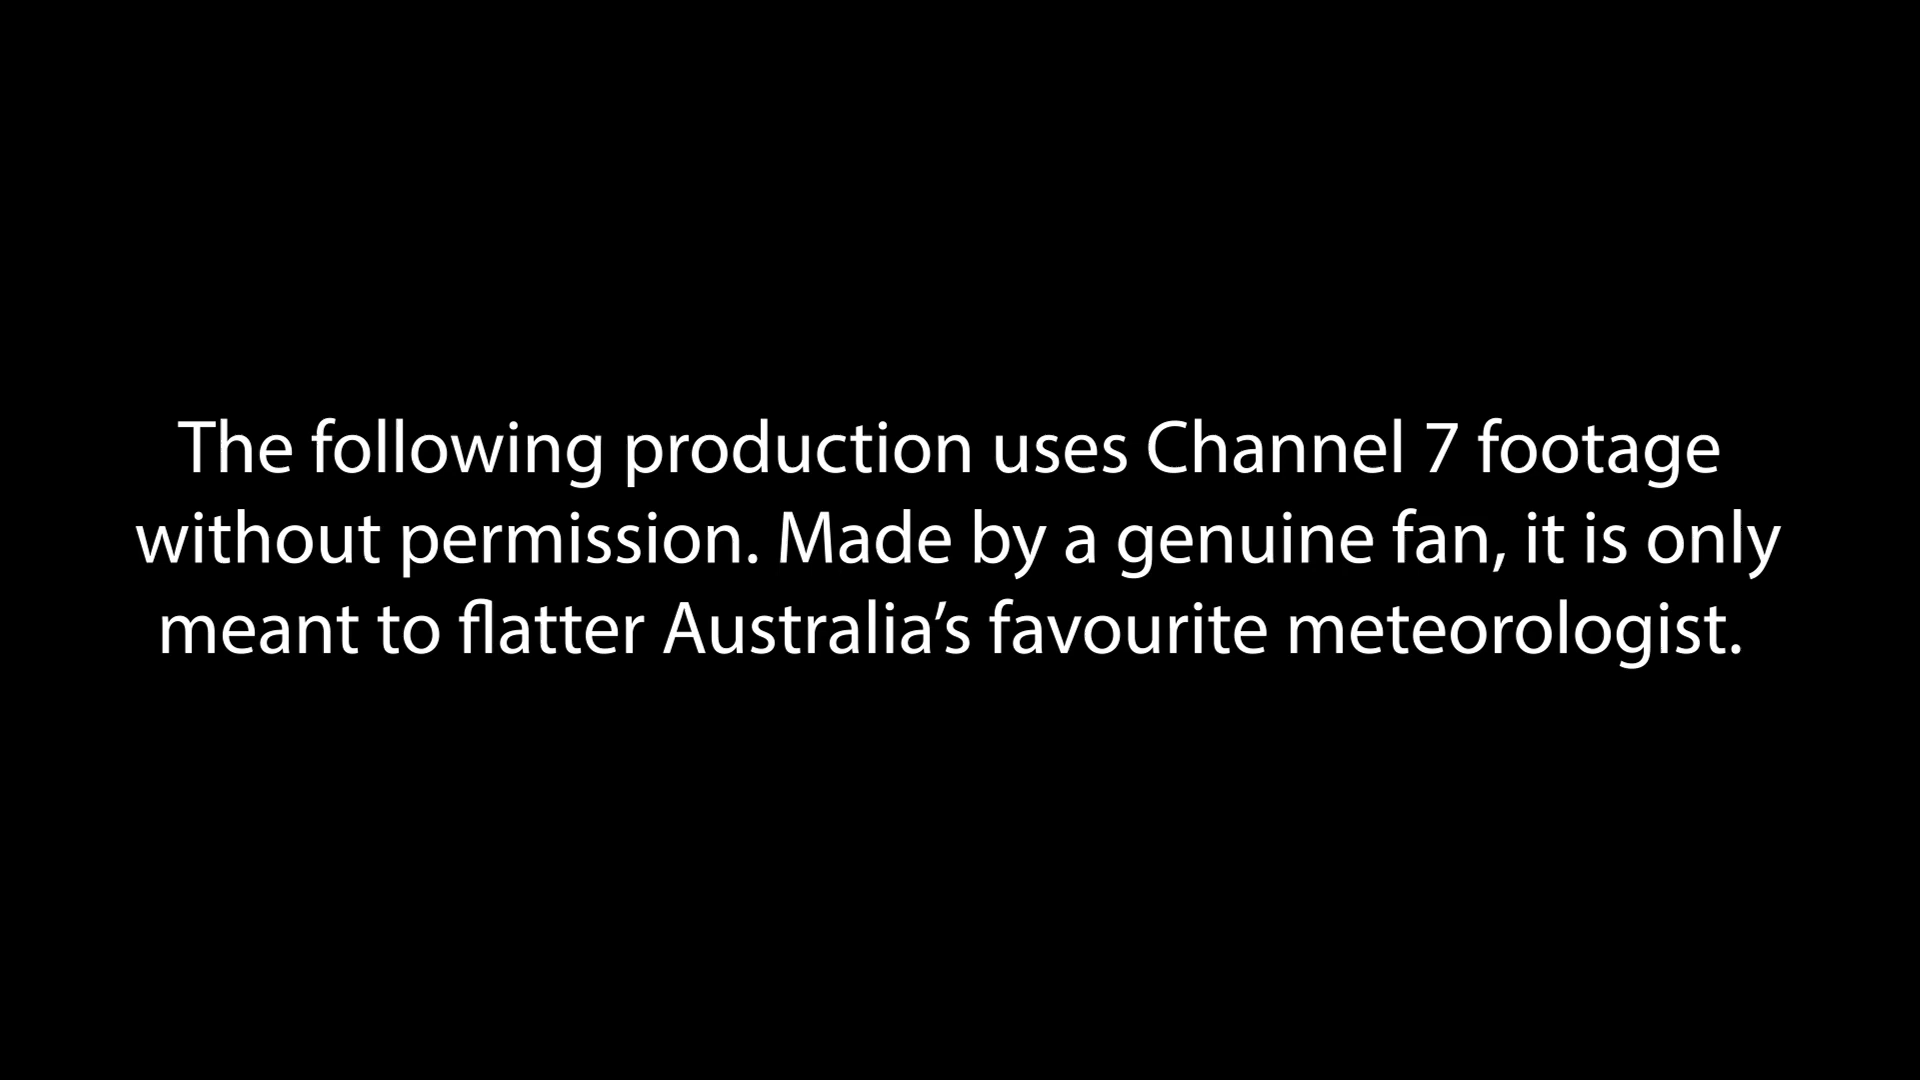 The following production uses Channel 7 footage
without permission. Made by a genuine fan, it is only
meant to flatter Australia’s favourite meteorologist.